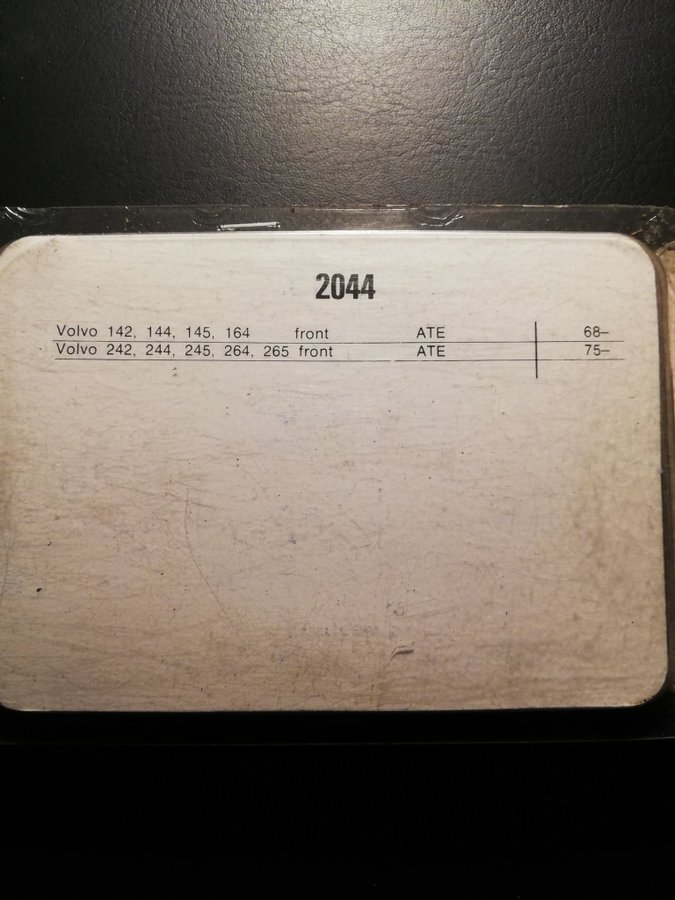 2044
Volvo 142, 144, 145, 164 front ATE 68–
Volvo 242, 244, 245, 264, 265 front ATE 75–